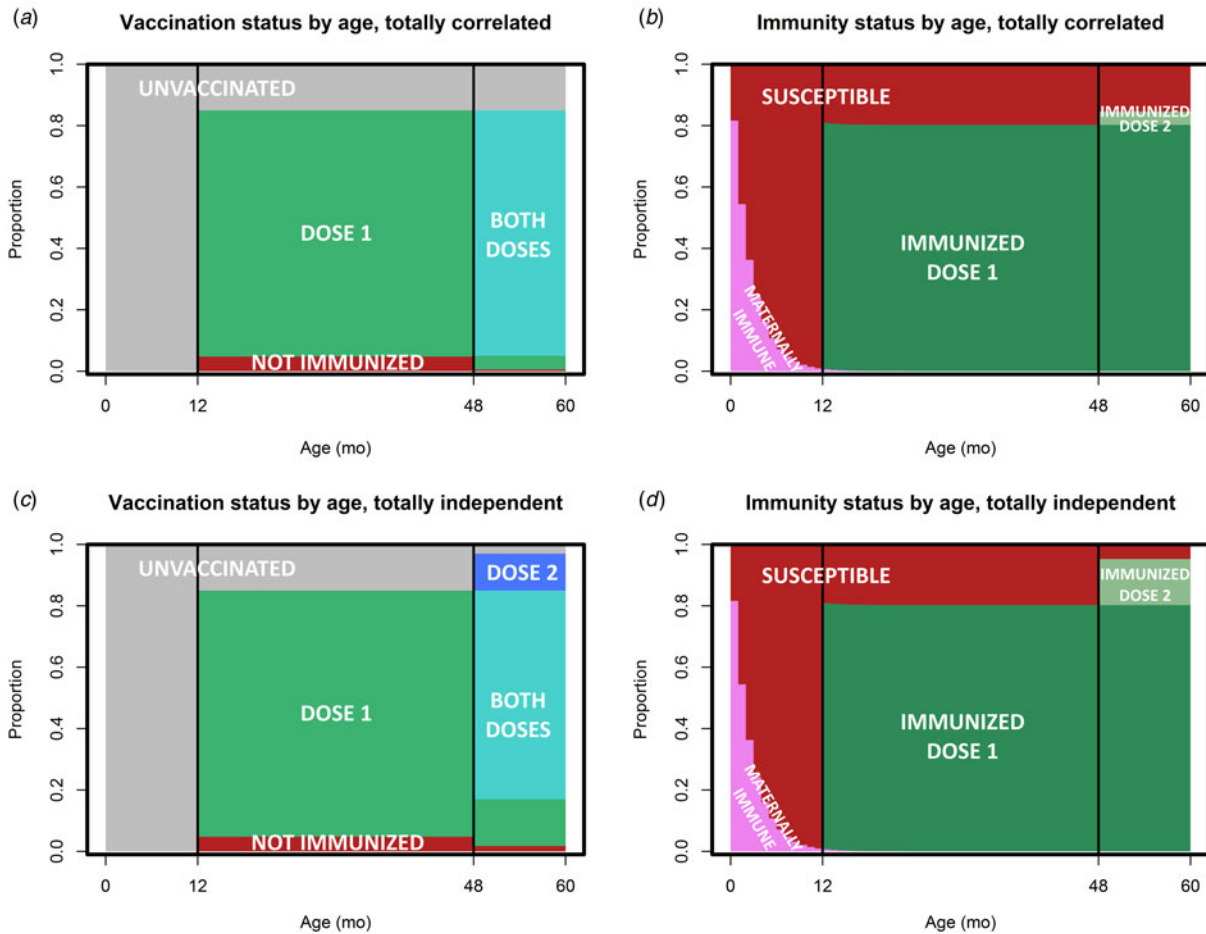 (a)
Vaccination status by age, totally correlated
Proportion
1.0
0.8
0.6
0.4
0.2
0.0
UNVACCINATED
DOSE 1
BOTH
DOSES
NOT IMMUNIZED
0
12
48
60
Age (mo)
(b)
Immunity status by age, totally correlated
Proportion
1.0
0.8
0.6
0.4
0.2
0.0
SUSCEPTIBLE
IMMUNIZED
DOSE 2
IMMUNIZED
DOSE 1
MATERNALLY
IMMUNE
0
12
48
60
Age (mo)
(c)
Vaccination status by age, totally independent
Proportion
1.0
0.8
0.6
0.4
0.2
0.0
UNVACCINATED
DOSE 2
DOSE 1
BOTH
DOSES
NOT IMMUNIZED
0
12
48
60
Age (mo)
(d)
Immunity status by age, totally independent
Proportion
1.0
0.8
0.6
0.4
0.2
0.0
SUSCEPTIBLE
IMMUNIZED
DOSE 2
IMMUNIZED
DOSE 1
MATERNALLY
IMMUNE
0
12
48
60
Age (mo)